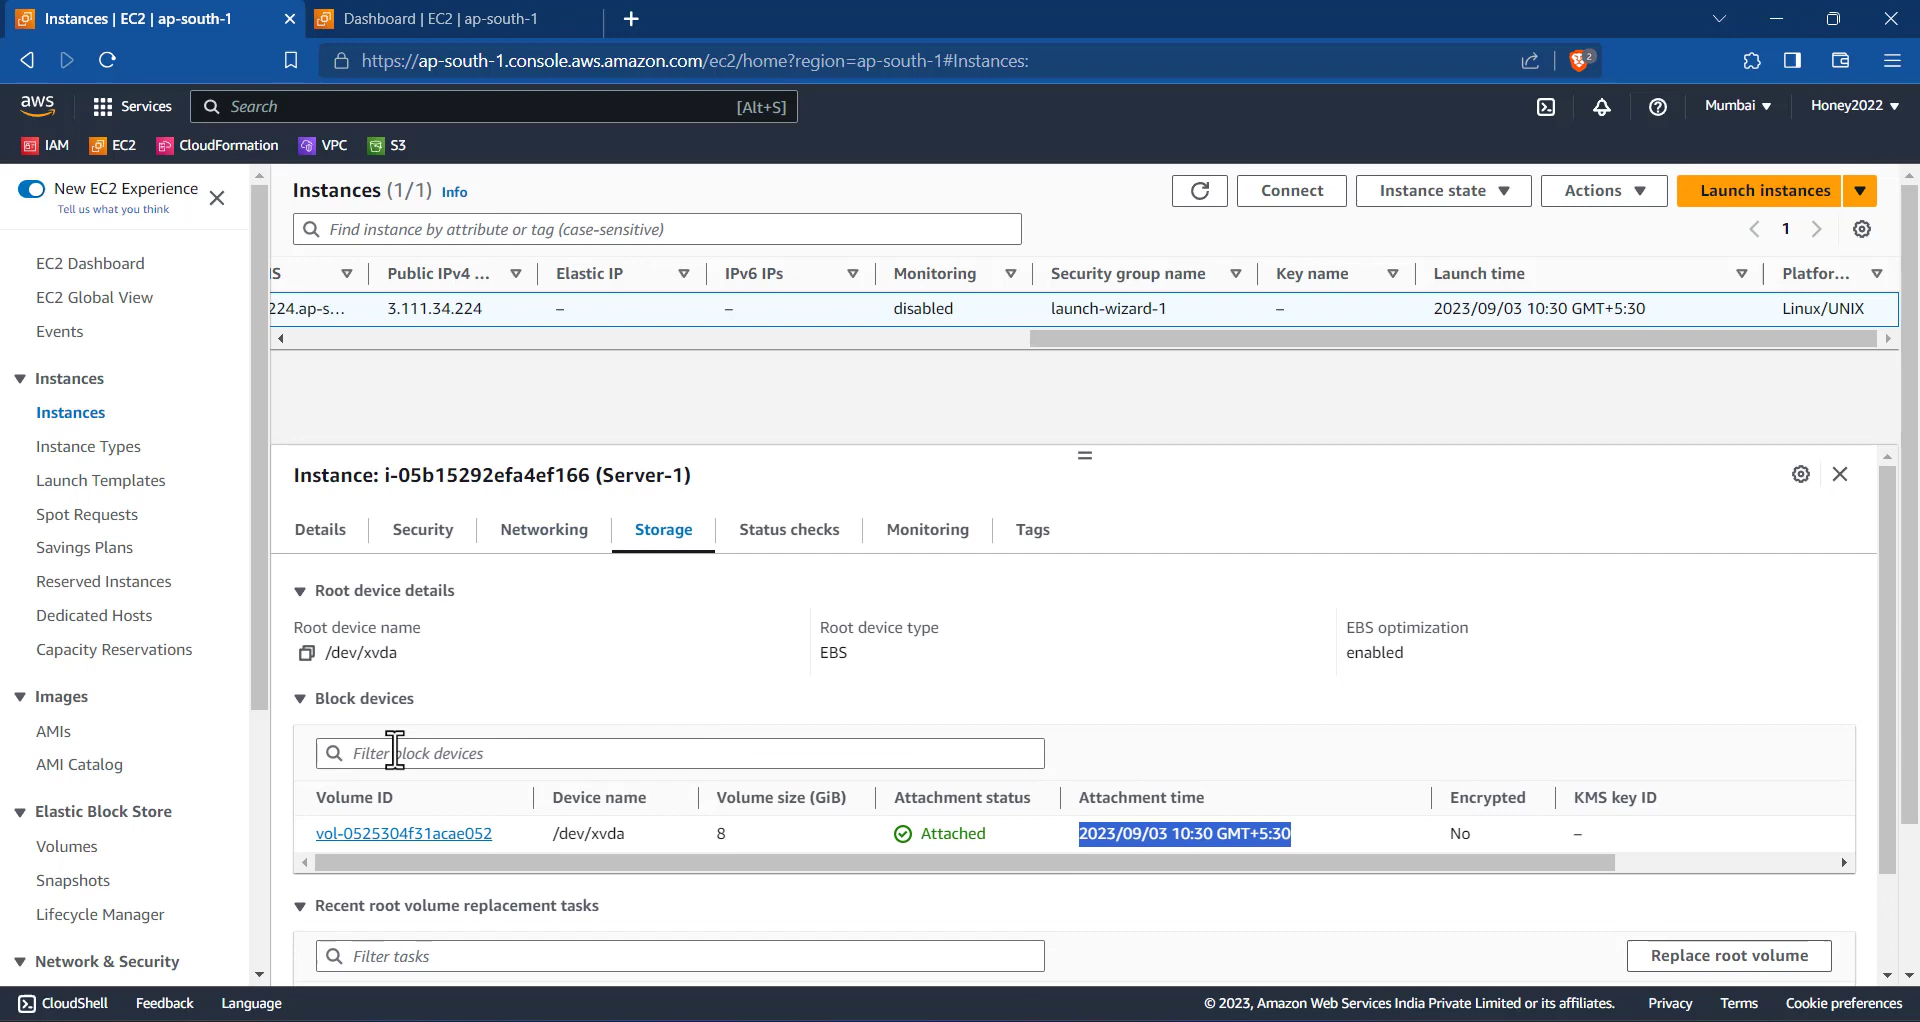 Instances | EC2 | ap-south-1
Dashboard | EC2 | ap-south-1
https://ap-south-1.console.aws.amazon.com/ec2/home?region=ap-south-1#Instances:
2
aws
Services
Search
[Alt+S]
Mumbai
Honey2022
IAM
EC2
CloudFormation
VPC
S3
New EC2 Experience
Tell us what you think
EC2 Dashboard
EC2 Global View
Events
Instances
Instances
Instance Types
Launch Templates
Spot Requests
Savings Plans
Reserved Instances
Dedicated Hosts
Capacity Reservations
Images
AMIs
AMI Catalog
Elastic Block Store
Volumes
Snapshots
Lifecycle Manager
Network & Security
Instances (1/1) Info
Connect
Instance state
Actions
Launch instances
Find instance by attribute or tag (case-sensitive)
1
S Public IPv4 ... Elastic IP IPv6 IPs Monitoring Security group name Key name Launch time Platfor...
224.ap-s... 3.111.34.224 – – disabled launch-wizard-1 – 2023/09/03 10:30 GMT+5:30 Linux/UNIX
Instance: i-05b15292efa4ef166 (Server-1)
Details Security Networking Storage Status checks Monitoring Tags
Root device details
Root device name Root device type EBS optimization
/dev/xvda EBS enabled
Block devices
Filter block devices
Volume ID Device name Volume size (GiB) Attachment status Attachment time Encrypted KMS key ID
vol-0525304f31acae052 /dev/xvda 8 Attached 2023/09/03 10:30 GMT+5:30 No –
Recent root volume replacement tasks
Filter tasks
Replace root volume
CloudShell Feedback Language
© 2023, Amazon Web Services India Private Limited or its affiliates. Privacy Terms Cookie preferences